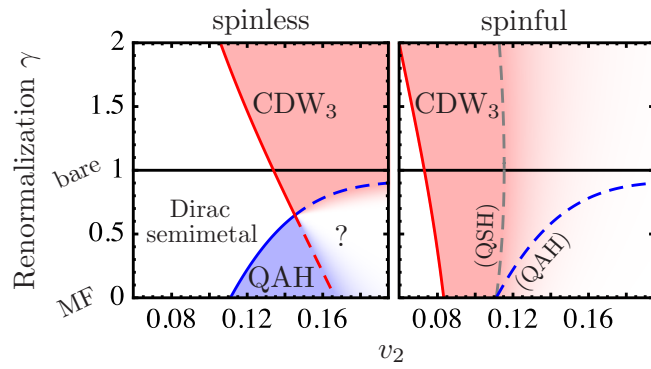 spinless spinful
Renormalization γ
2
1.5
1
0.5
0
bare
MF
CDW₃
Dirac
semimetal
?
QAH
CDW₃
(QSH)
(QAH)
0.08 0.12 0.16 0.08 0.12 0.16
v₂